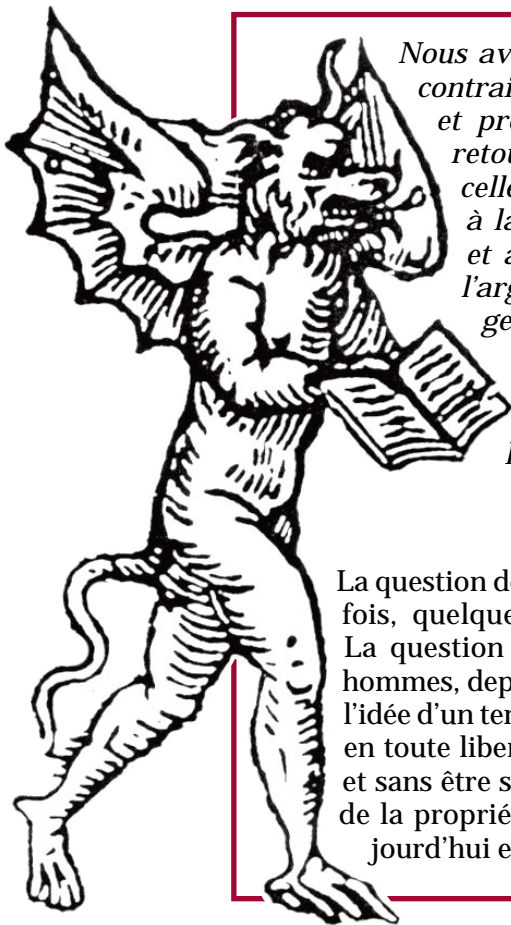 Nous av
contrai
et pr
retou
celle
à la
et a
l'arg
ge
La question d
fois, quelque
La question
hommes, dep
l'idée d'un ter
en toute liber
et sans être s
de la proprié
jourd'hui e